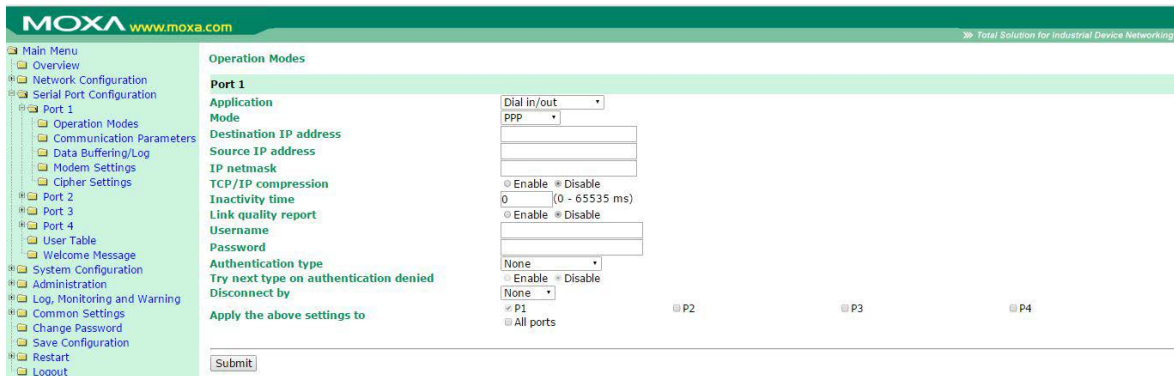 MOXA www.moxa.com
Total Solution for Industrial Device Networking
Main Menu
Overview
Network Configuration
Serial Port Configuration
Port 1
Operation Modes
Communication Parameters
Data Buffering/Log
Modem Settings
Cipher Settings
Port 2
Port 3
Port 4
User Table
Welcome Message
System Configuration
Administration
Log, Monitoring and Warning
Common Settings
Change Password
Save Configuration
Restart
Logout
Operation Modes
Port 1
Application Dial in/out
Mode PPP
Destination IP address
Source IP address
IP netmask
TCP/IP compression Enable Disable
Inactivity time 0 (0 - 65535 ms)
Link quality report Enable Disable
Username
Password
Authentication type None
Try next type on authentication denied Enable Disable
Disconnect by None
Apply the above settings to P1 P2 P3 P4
All ports
Submit